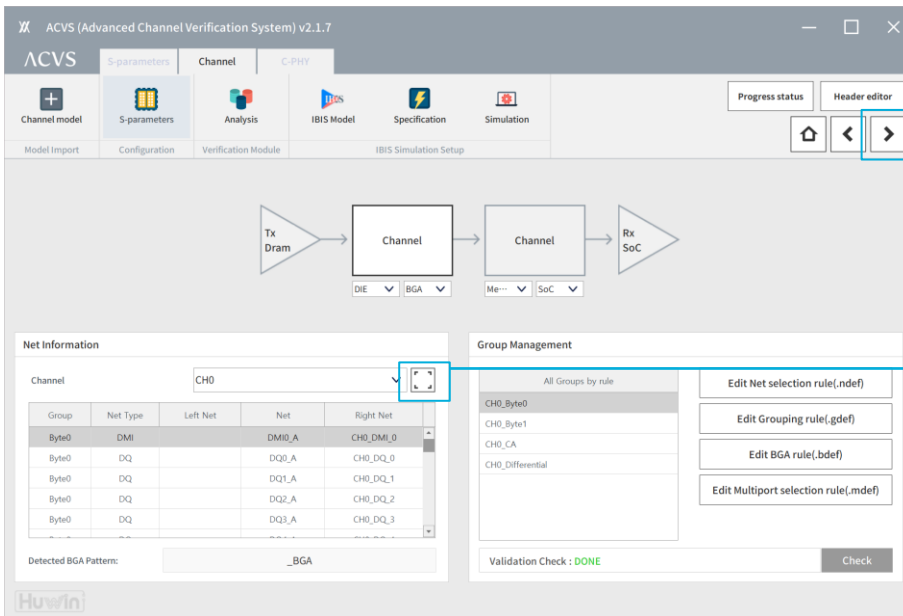 ACVS (Advanced Channel Verification System) v2.1.7
ACVS
S-parameters
Channel
C-PHY
Channel model
S-parameters
Analysis
IBIS
IBIS Model
Specification
Simulation
Model Import
Configuration
Verification Module
IBIS Simulation Setup
Progress status
Header editor
Tx
Dram
Channel
Channel
Rx
SoC
DIE
BGA
Me···
SoC
Net Information
Channel
CH0
Group Net Type Left Net Net Right Net
Byte0 DMI DMI0_A CH0_DMI_0
Byte0 DQ DQ0_A CH0_DQ_0
Byte0 DQ DQ1_A CH0_DQ_1
Byte0 DQ DQ2_A CH0_DQ_2
Byte0 DQ DQ3_A CH0_DQ_3
Detected BGA Pattern: _BGA
Group Management
All Groups by rule
CH0_Byte0
CH0_Byte1
CH0_CA
CH0_Differential
Edit Net selection rule(.ndef)
Edit Grouping rule(.gdef)
Edit BGA rule(.bdef)
Edit Multiport selection rule(.mdef)
Validation Check : DONE
Check
Huwin